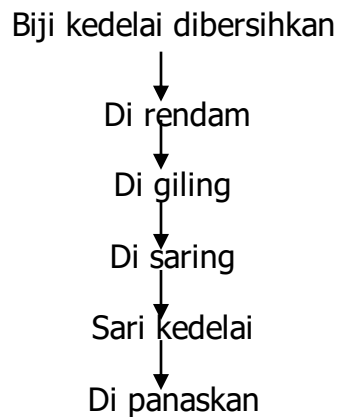 Biji kedelai dibersihkan
Di rendam
Di giling
Di saring
Sari kedelai
Di panaskan